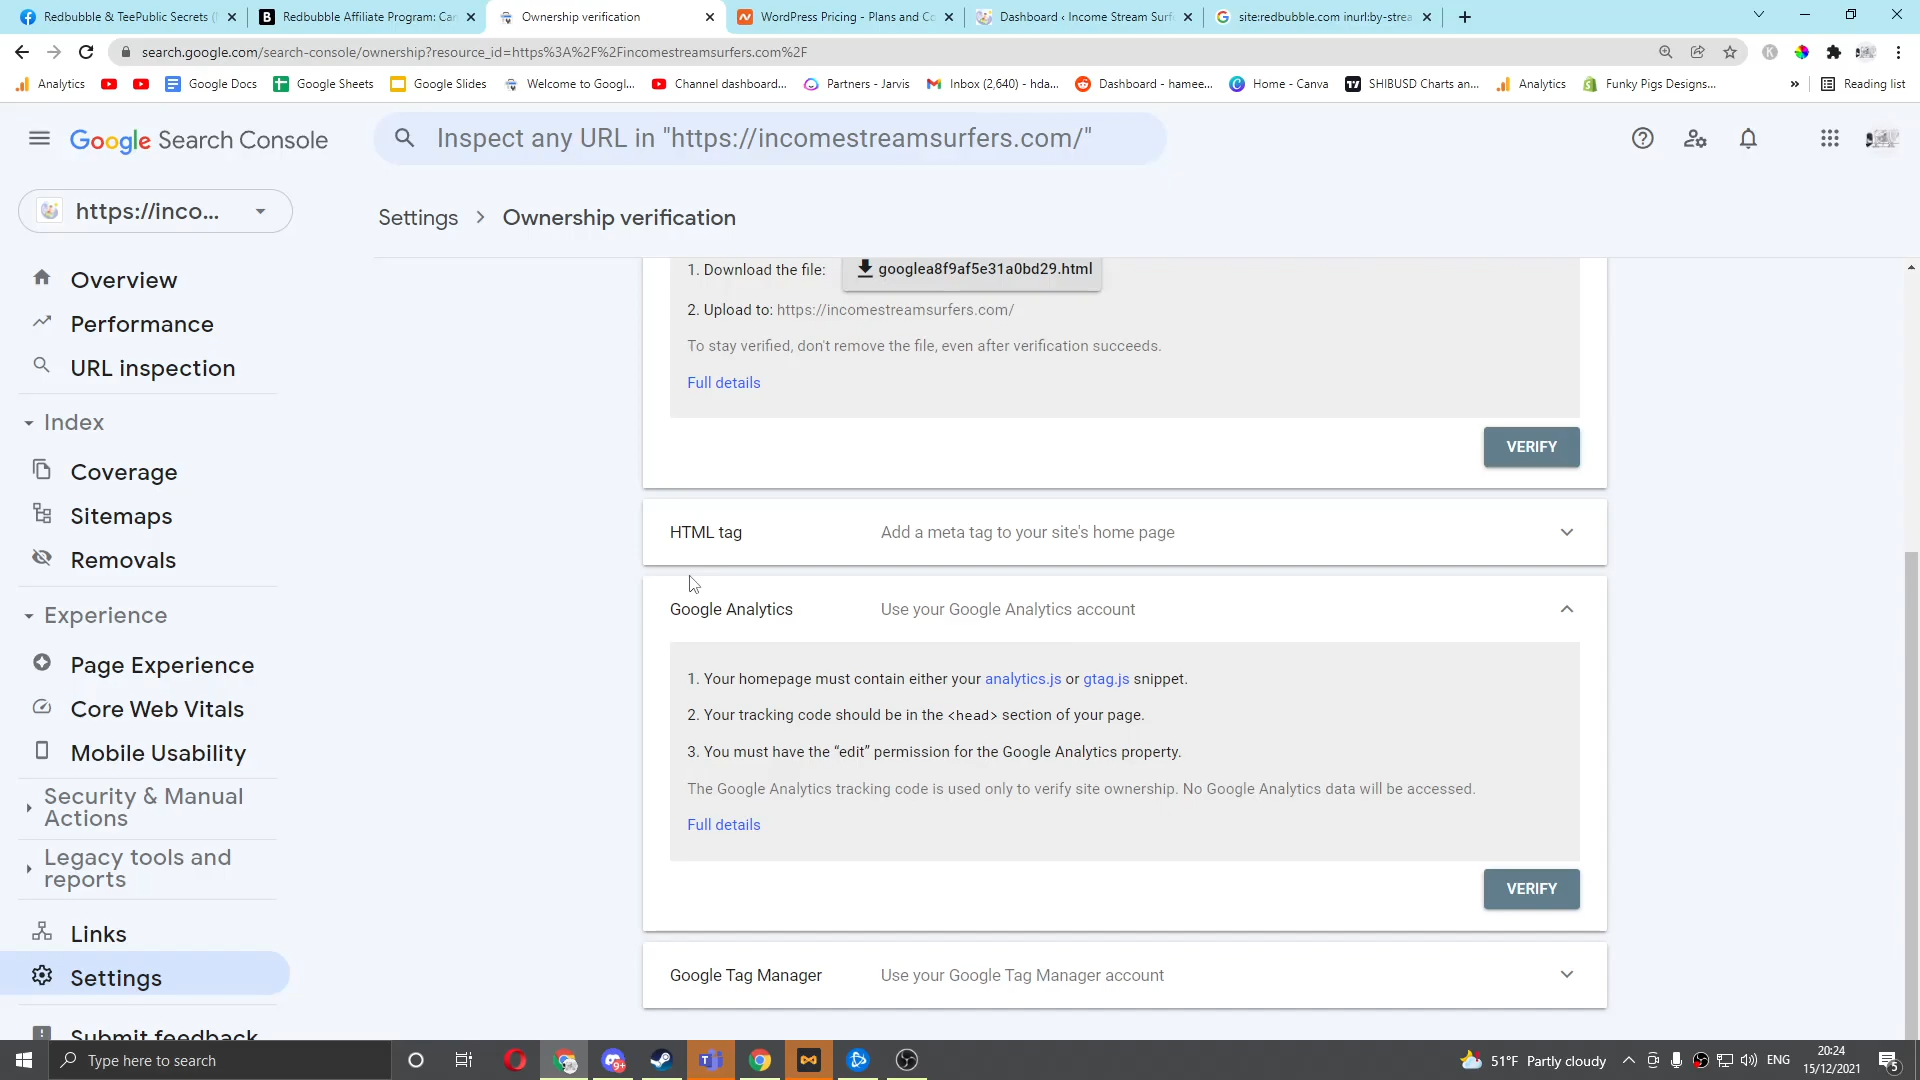 Redbubble & TeePublic Secrets (
Redbubble Affiliate Program: Car
Ownership verification
WordPress Pricing - Plans and Co
Dashboard ‹ Income Stream Surf
site:redbubble.com inurl:by-strea
search.google.com/search-console/ownership?resource_id=https%3A%2F%2Fincomestreamsurfers.com%2F
Analytics
Google Docs
Google Sheets
Google Slides
Welcome to Googl...
Channel dashboard...
Partners - Jarvis
Inbox (2,640) - hda...
Dashboard - hamee...
Home - Canva
SHIBUSD Charts an...
Analytics
Funky Pigs Designs...
»
Reading list
Google Search Console
Inspect any URL in "https://incomestreamsurfers.com/"
https://inco...
Settings > Ownership verification
Overview
Performance
URL inspection
Index
Coverage
Sitemaps
Removals
Experience
Page Experience
Core Web Vitals
Mobile Usability
Security & Manual
Actions
Legacy tools and
reports
Links
Settings
Submit feedback
1. Download the file: googlea8f9af5e31a0bd29.html
2. Upload to: https://incomestreamsurfers.com/
To stay verified, don't remove the file, even after verification succeeds.
Full details
VERIFY
HTML tag Add a meta tag to your site's home page
Google Analytics Use your Google Analytics account
1. Your homepage must contain either your analytics.js or gtag.js snippet.
2. Your tracking code should be in the <head> section of your page.
3. You must have the “edit” permission for the Google Analytics property.
The Google Analytics tracking code is used only to verify site ownership. No Google Analytics data will be accessed.
Full details
VERIFY
Google Tag Manager Use your Google Tag Manager account
Type here to search
9+
51°F Partly cloudy
ENG
20:24
15/12/2021
5